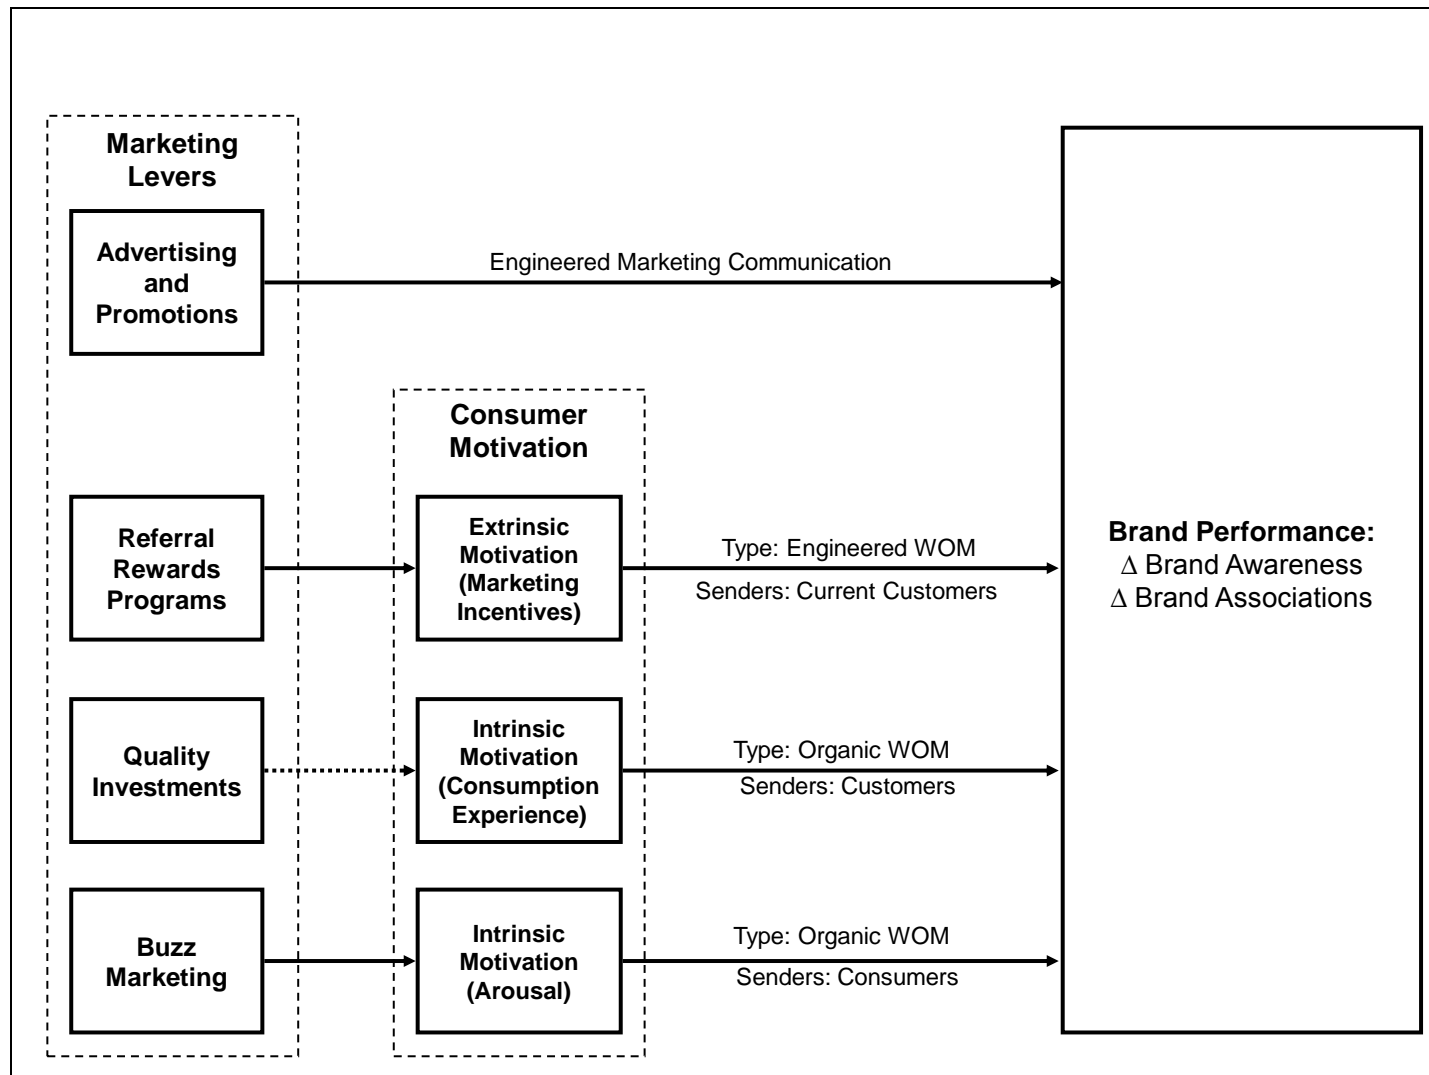 Marketing
Levers
Advertising
and
Promotions
Engineered Marketing Communication
Consumer
Motivation
Referral
Rewards
Programs
Extrinsic
Motivation
(Marketing
Incentives)
Type: Engineered WOM
Senders: Current Customers
Brand Performance:
Δ Brand Awareness
Δ Brand Associations
Quality
Investments
Intrinsic
Motivation
(Consumption
Experience)
Type: Organic WOM
Senders: Customers
Buzz
Marketing
Intrinsic
Motivation
(Arousal)
Type: Organic WOM
Senders: Consumers